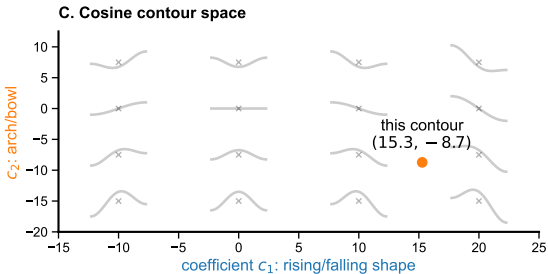 C. Cosine contour space
10
5
0
−5
−10
−15
−20
c₂: arch/bowl
this contour
(15.3, −8.7)
−15 −10 −5 0 5 10 15 20 25
coefficient c₁: rising/falling shape